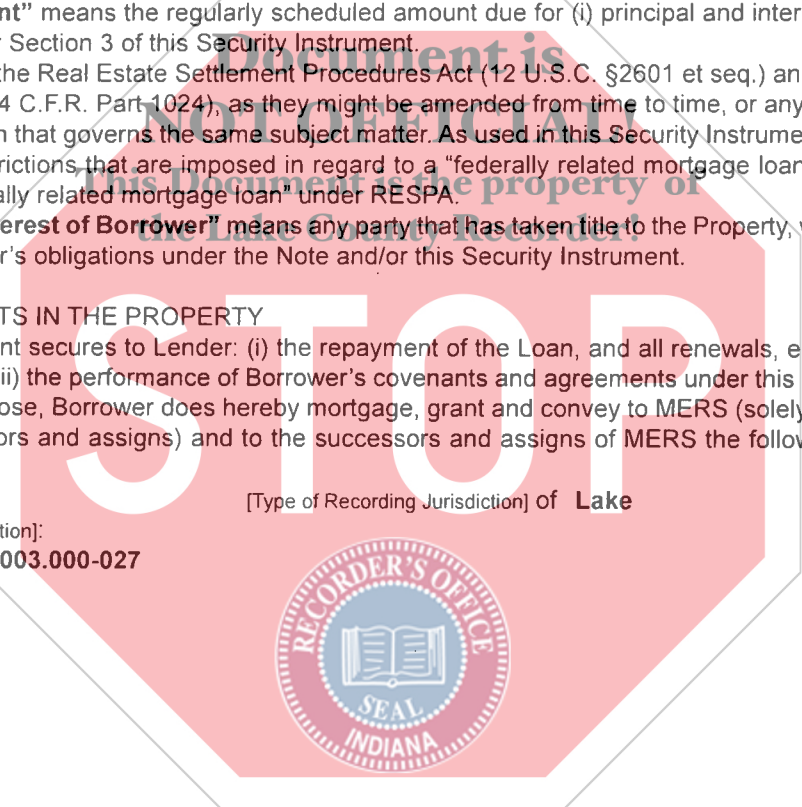 nt” means the regularly scheduled amount due for (i) principal and inter
r Section 3 of this Security Instrument.
Document is
the Real Estate Settlement Procedures Act (12 U.S.C. §2601 et seq.) an
4 C.F.R. Part 1024), as they might be amended from time to time, or any
NOT OFFICIAL!
n that governs the same subject matter. As used in this Security Instrume
rictions that are imposed in regard to a “federally related mortgage loan
This Document is the property of
ally related mortgage loan” under RESPA.
erest of Borrower” means any party that has taken title to the Property,
the Lake County Recorder!
r’s obligations under the Note and/or this Security Instrument.
TS IN THE PROPERTY
nt secures to Lender: (i) the repayment of the Loan, and all renewals, e
ii) the performance of Borrower’s covenants and agreements under this
ose, Borrower does hereby mortgage, grant and convey to MERS (solely
ors and assigns) and to the successors and assigns of MERS the follow
STOP
[Type of Recording Jurisdiction] of Lake
tion]:
003.000-027
RECORDER'S OFFICE
SEAL
INDIANA